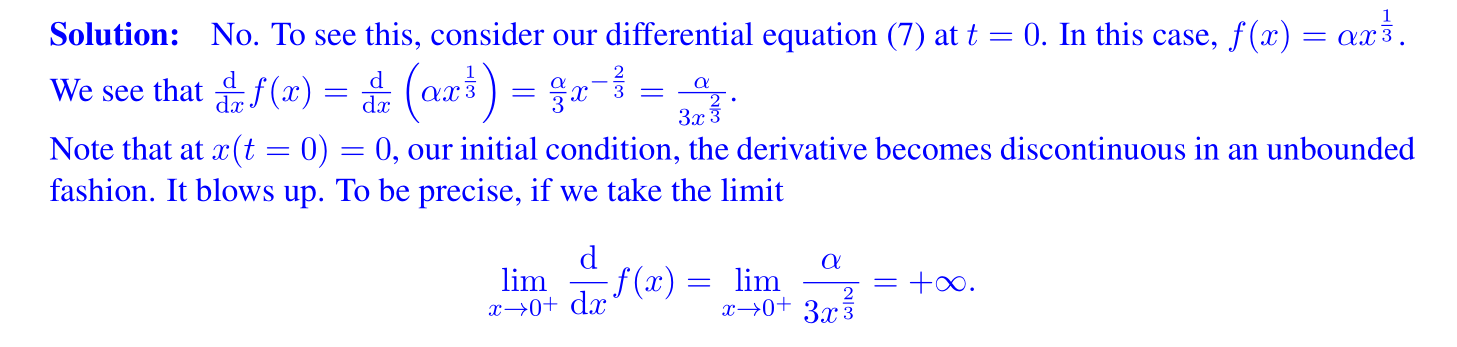 Solution: No. To see this, consider our differential equation (7) at $t = 0$. In this case, $f(x) = \alpha x^{\frac{1}{3}}$.
We see that $\frac{\mathrm{d}}{\mathrm{d}x} f(x) = \frac{\mathrm{d}}{\mathrm{d}x} \left( \alpha x^{\frac{1}{3}} \right) = \frac{\alpha}{3} x^{-\frac{2}{3}} = \frac{\alpha}{3x^{\frac{2}{3}}}$.
Note that at $x(t = 0) = 0$, our initial condition, the derivative becomes discontinuous in an unbounded
fashion. It blows up. To be precise, if we take the limit
$\lim_{x \to 0^+} \frac{\mathrm{d}}{\mathrm{d}x} f(x) = \lim_{x \to 0^+} \frac{\alpha}{3x^{\frac{2}{3}}} = +\infty.$